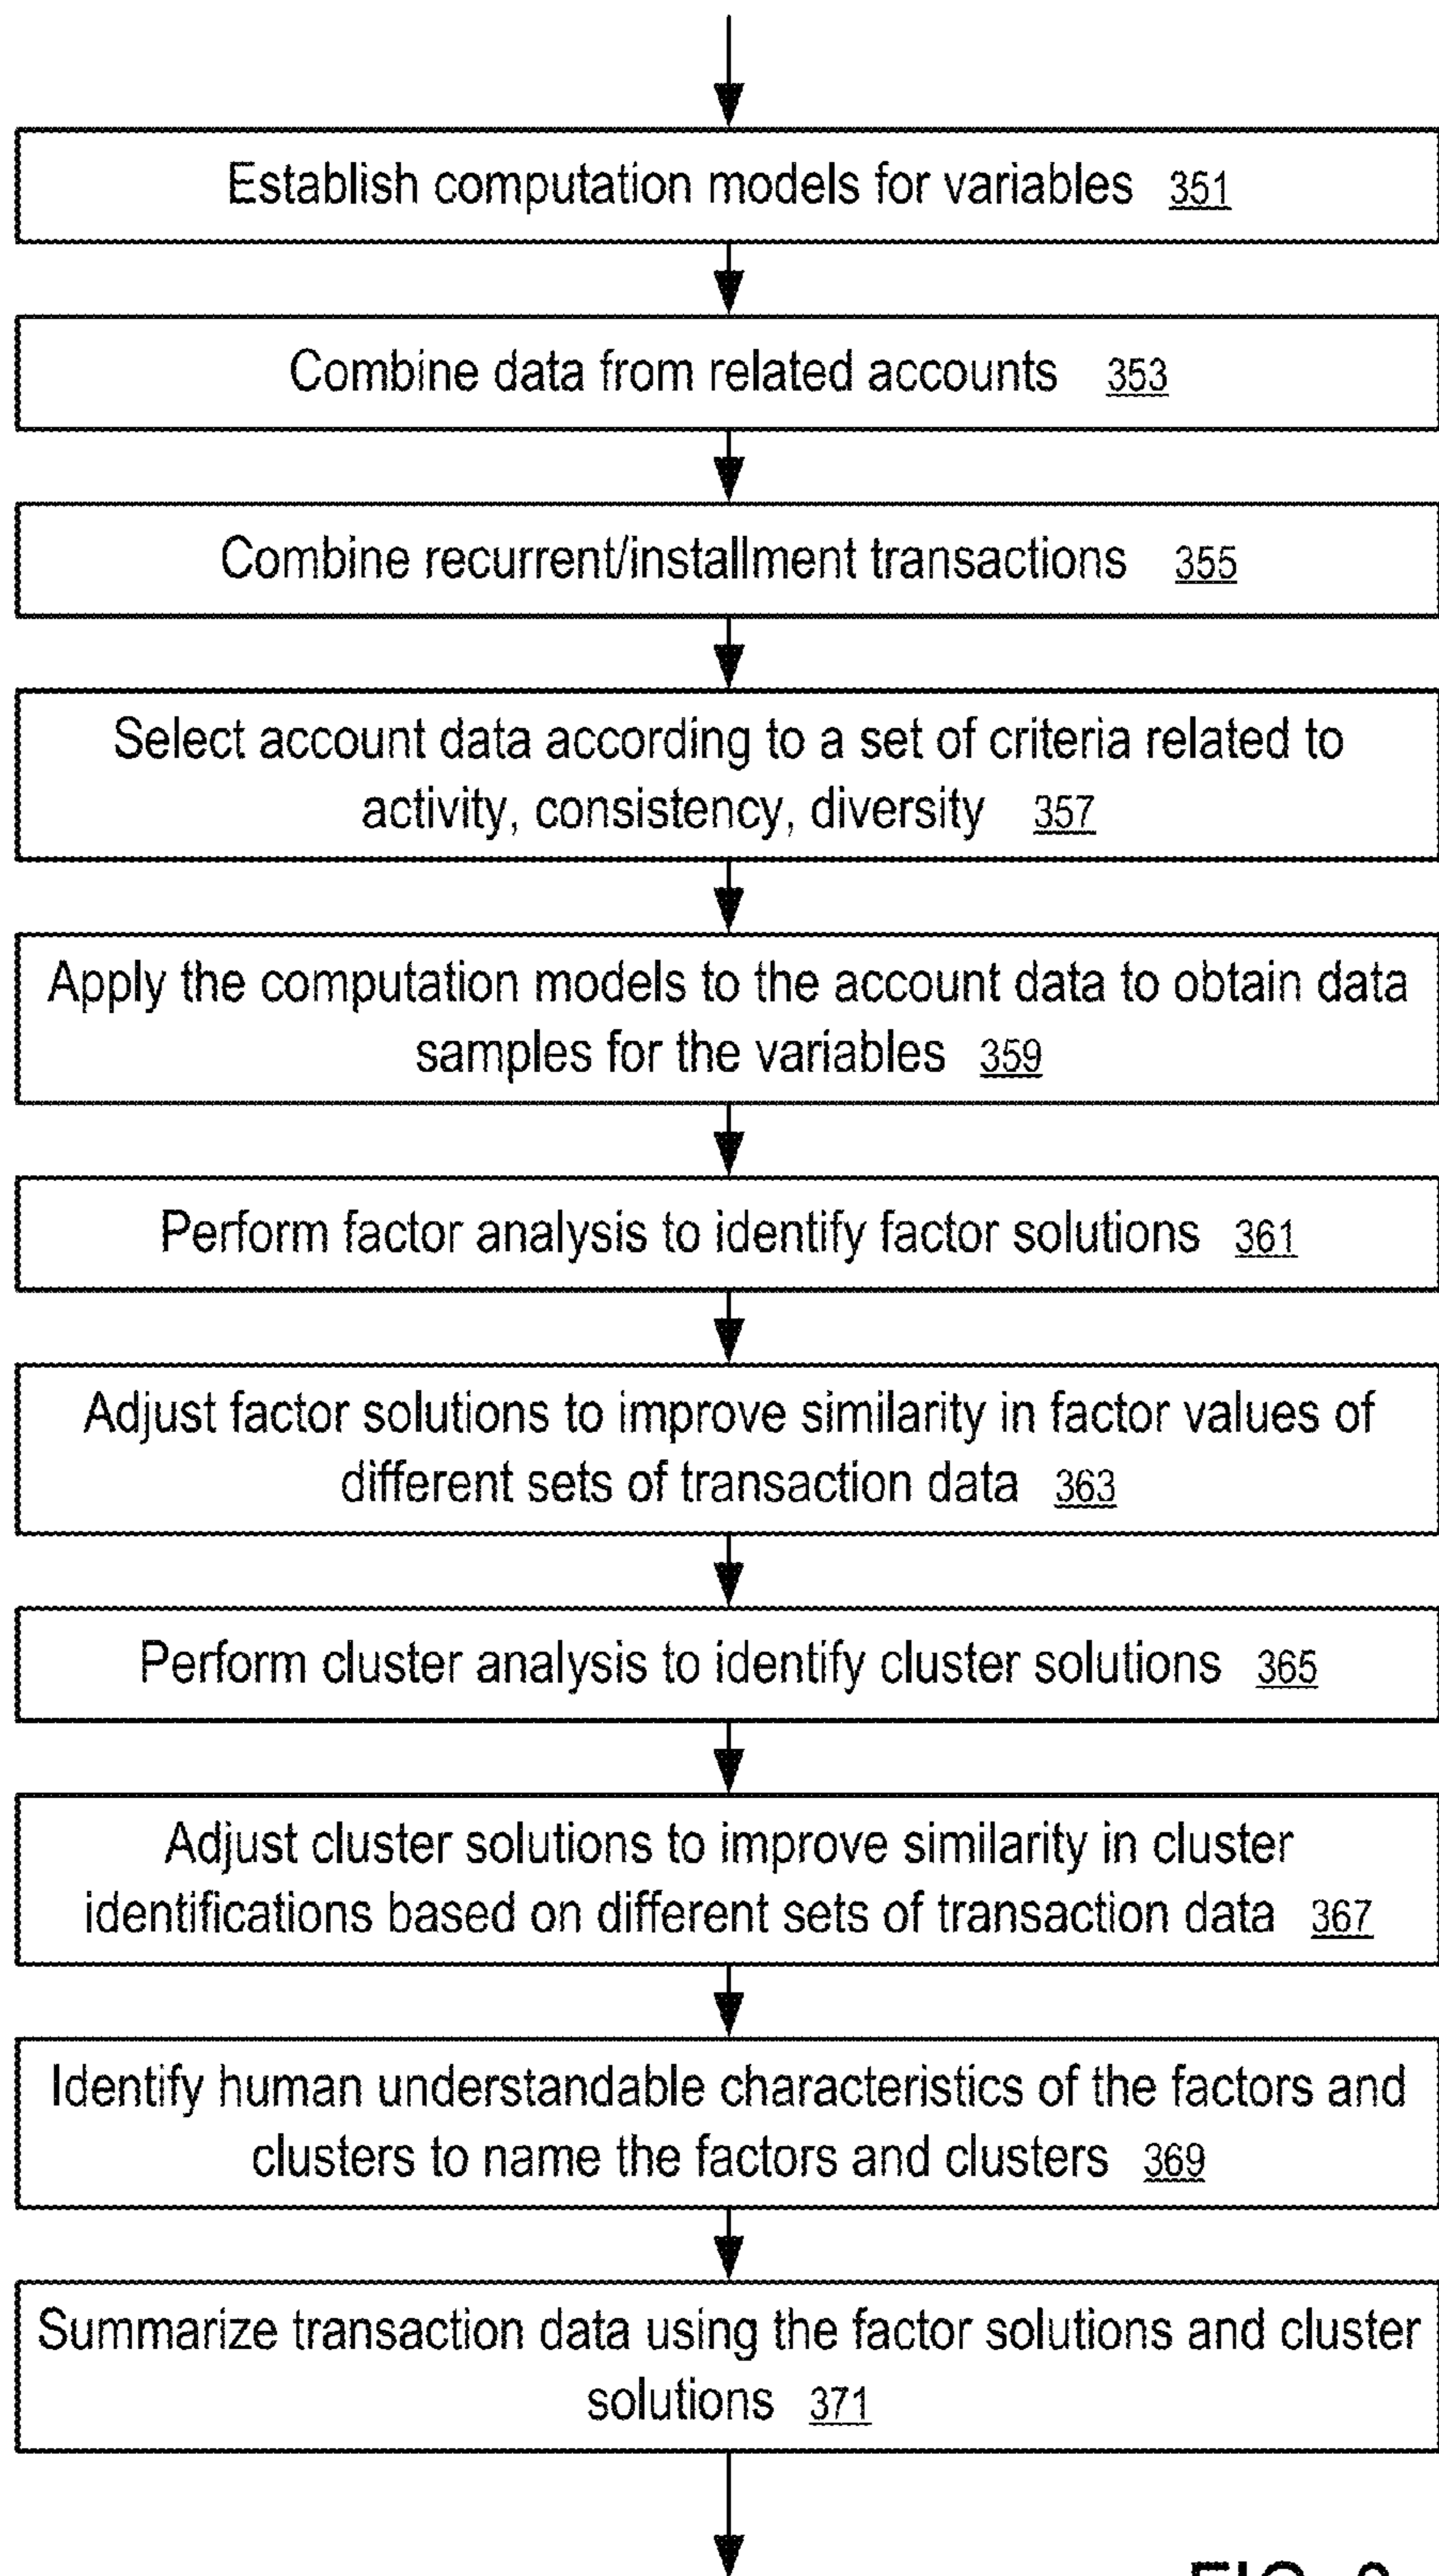 Establish computation models for variables 351
Combine data from related accounts 353
Combine recurrent/installment transactions 355
Select account data according to a set of criteria related to
activity, consistency, diversity 357
Apply the computation models to the account data to obtain data
samples for the variables 359
Perform factor analysis to identify factor solutions 361
Adjust factor solutions to improve similarity in factor values of
different sets of transaction data 363
Perform cluster analysis to identify cluster solutions 365
Adjust cluster solutions to improve similarity in cluster
identifications based on different sets of transaction data 367
Identify human understandable characteristics of the factors and
clusters to name the factors and clusters 369
Summarize transaction data using the factor solutions and cluster
solutions 371
FIG.